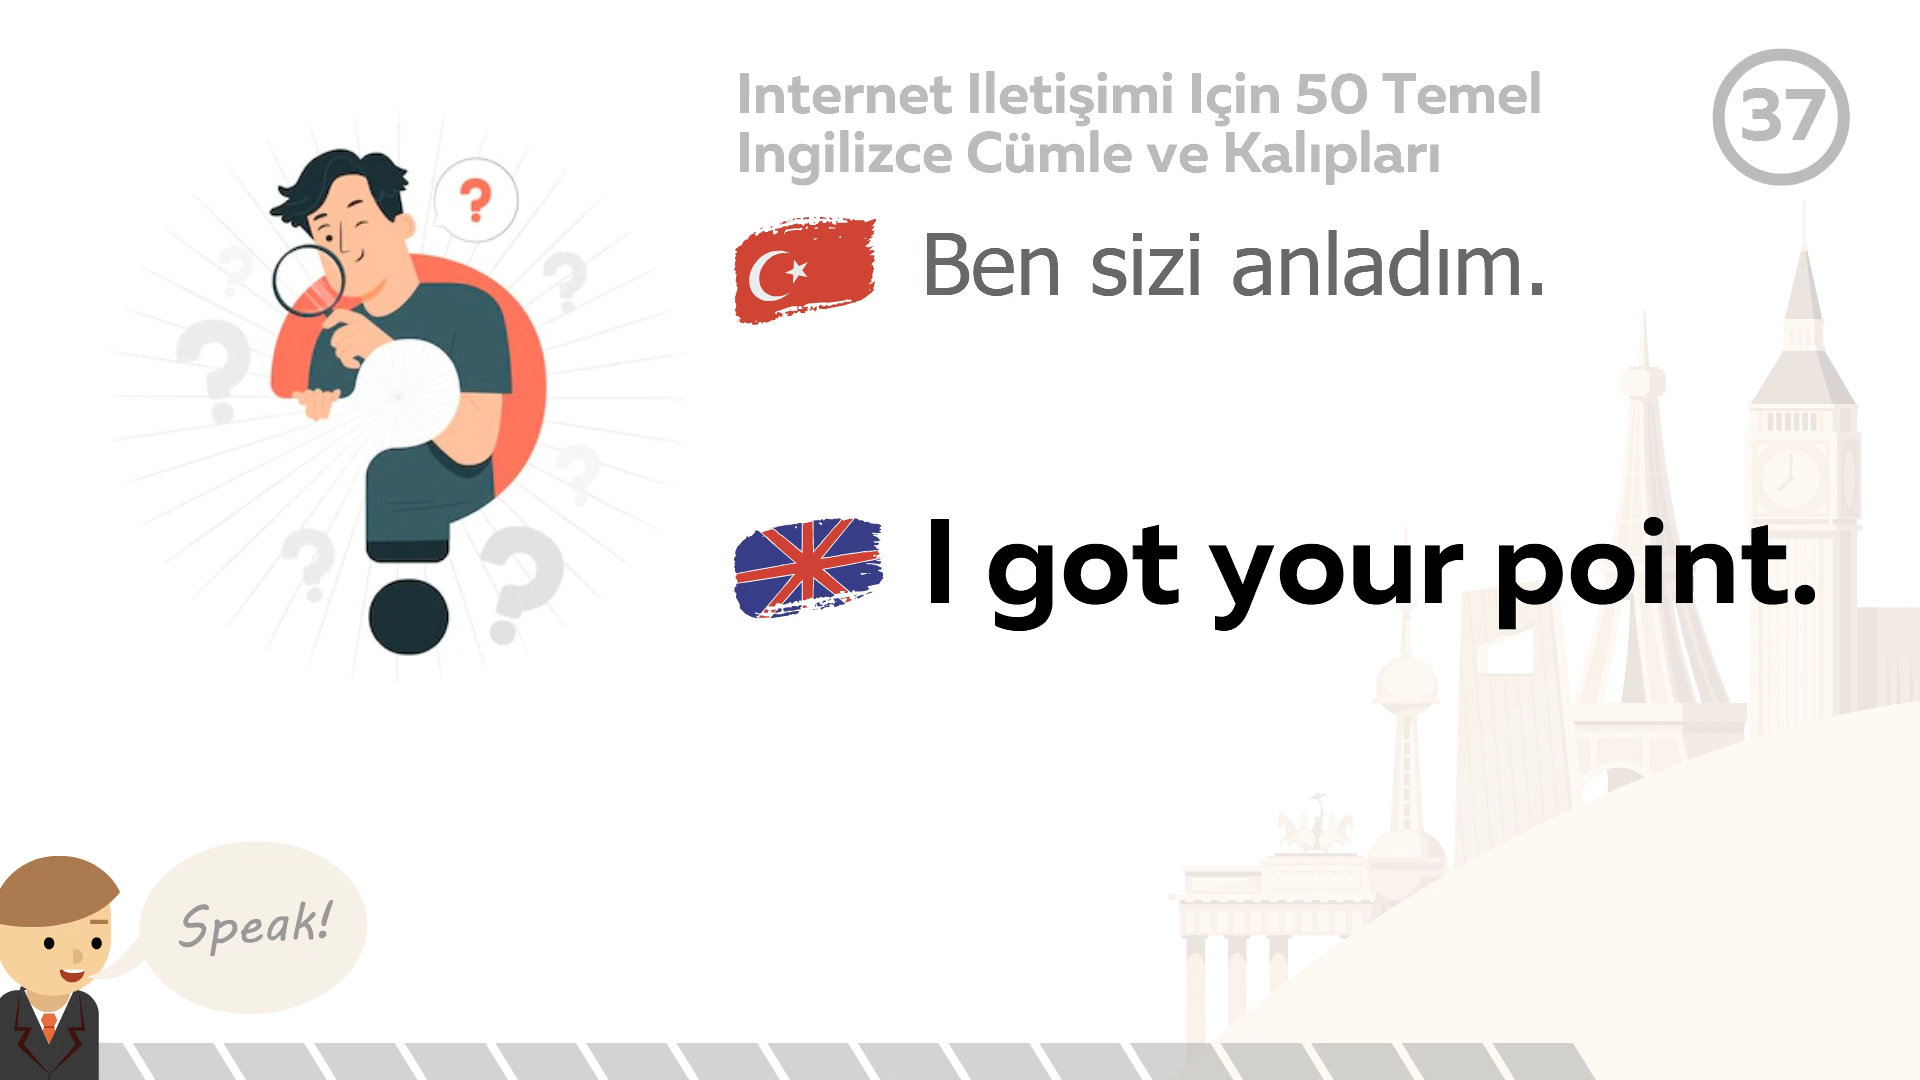 Internet Iletişimi Için 50 Temel
Ingilizce Cümle ve Kalıpları
37
?
Ben sizi anladım.
I got your point.
Speak!